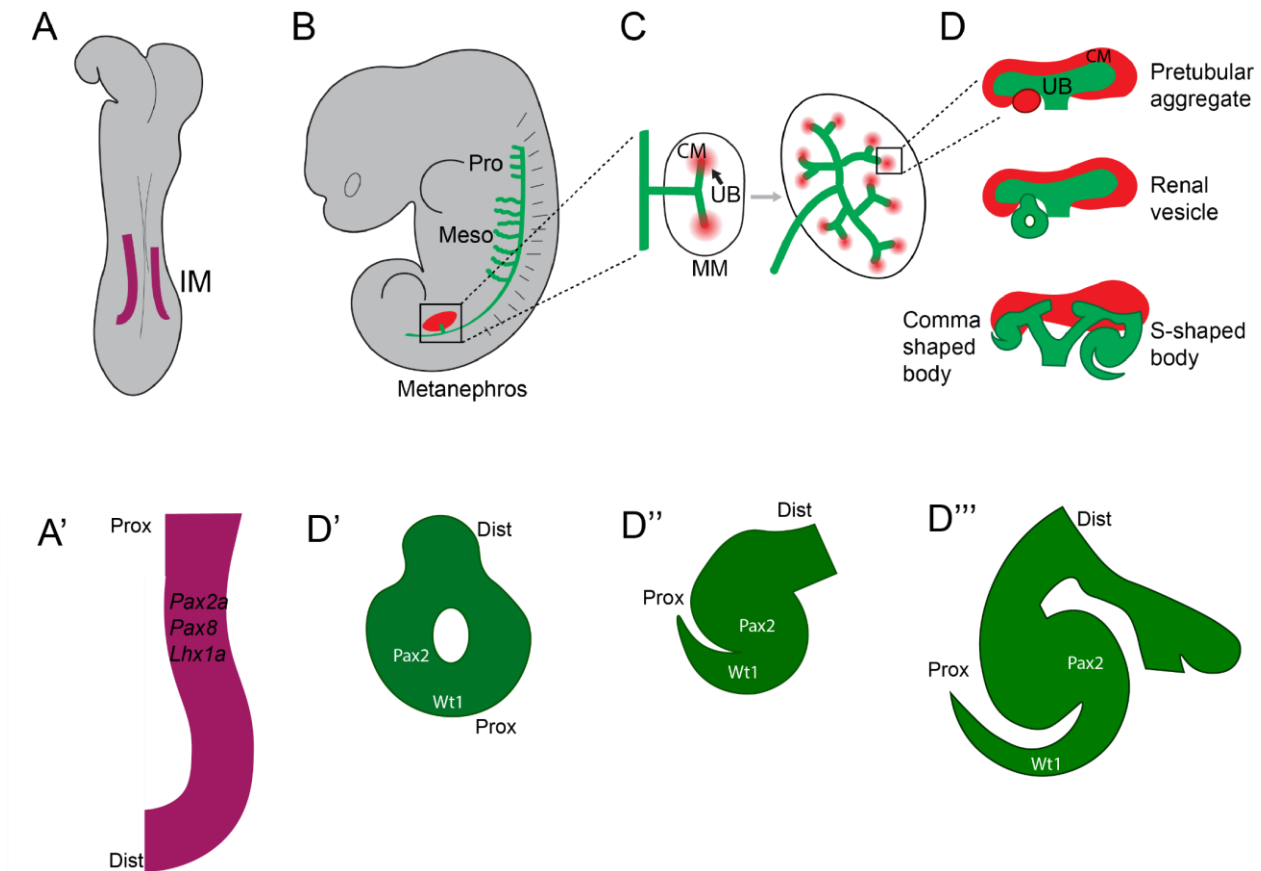 A
B
C
D
IM
Pro
Meso
Metanephros
CM
UB
MM
CM
UB
Pretubular
aggregate
Renal
vesicle
Comma
shaped
body
S-shaped
body
A’
Prox
Pax2a
Pax8
Lhx1a
Dist
D’
Dist
Pax2
Wt1
Prox
D’’
Dist
Prox
Pax2
Wt1
D’’’
Dist
Prox
Pax2
Wt1